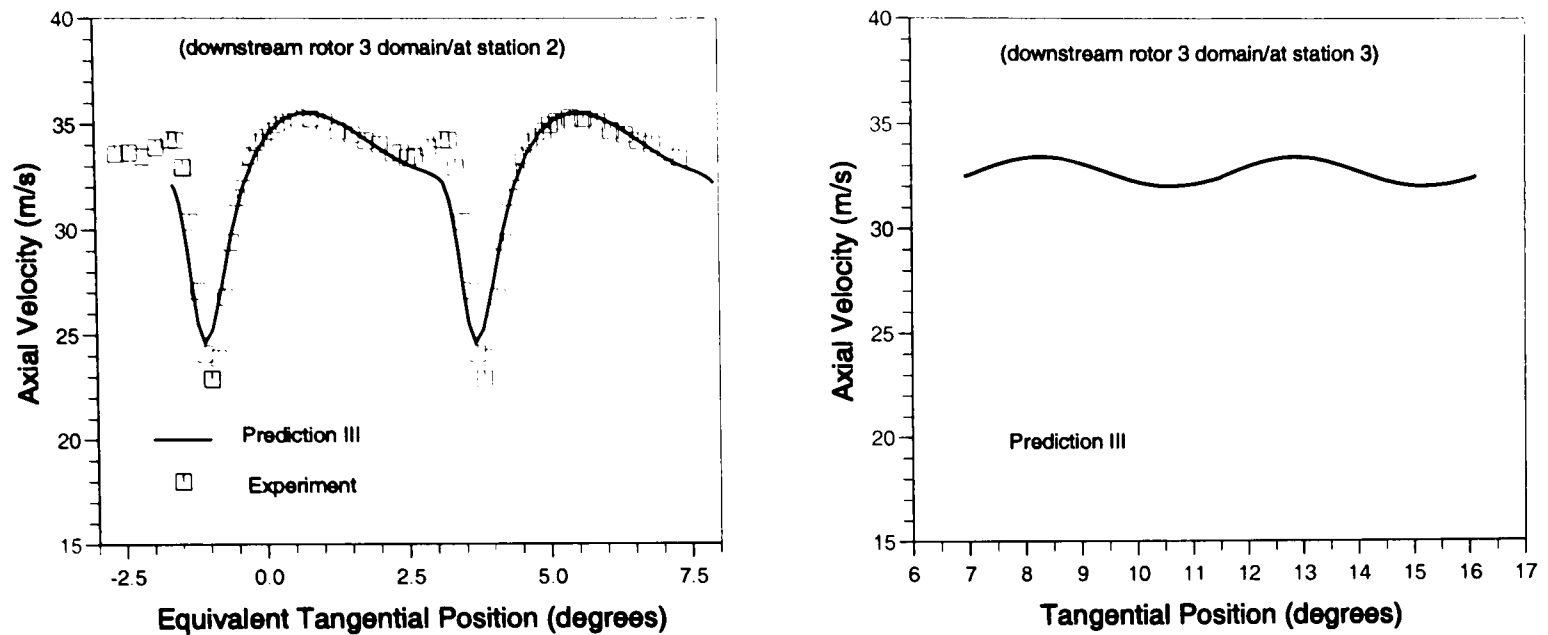 (downstream rotor 3 domain/at station 2)
40
35
30
25
20
15
Axial Velocity (m/s)
Prediction III
Experiment
-2.5 0.0 2.5 5.0 7.5
Equivalent Tangential Position (degrees)
(downstream rotor 3 domain/at station 3)
40
35
30
25
20
15
Axial Velocity (m/s)
Prediction III
6 7 8 9 10 11 12 13 14 15 16 17
Tangential Position (degrees)